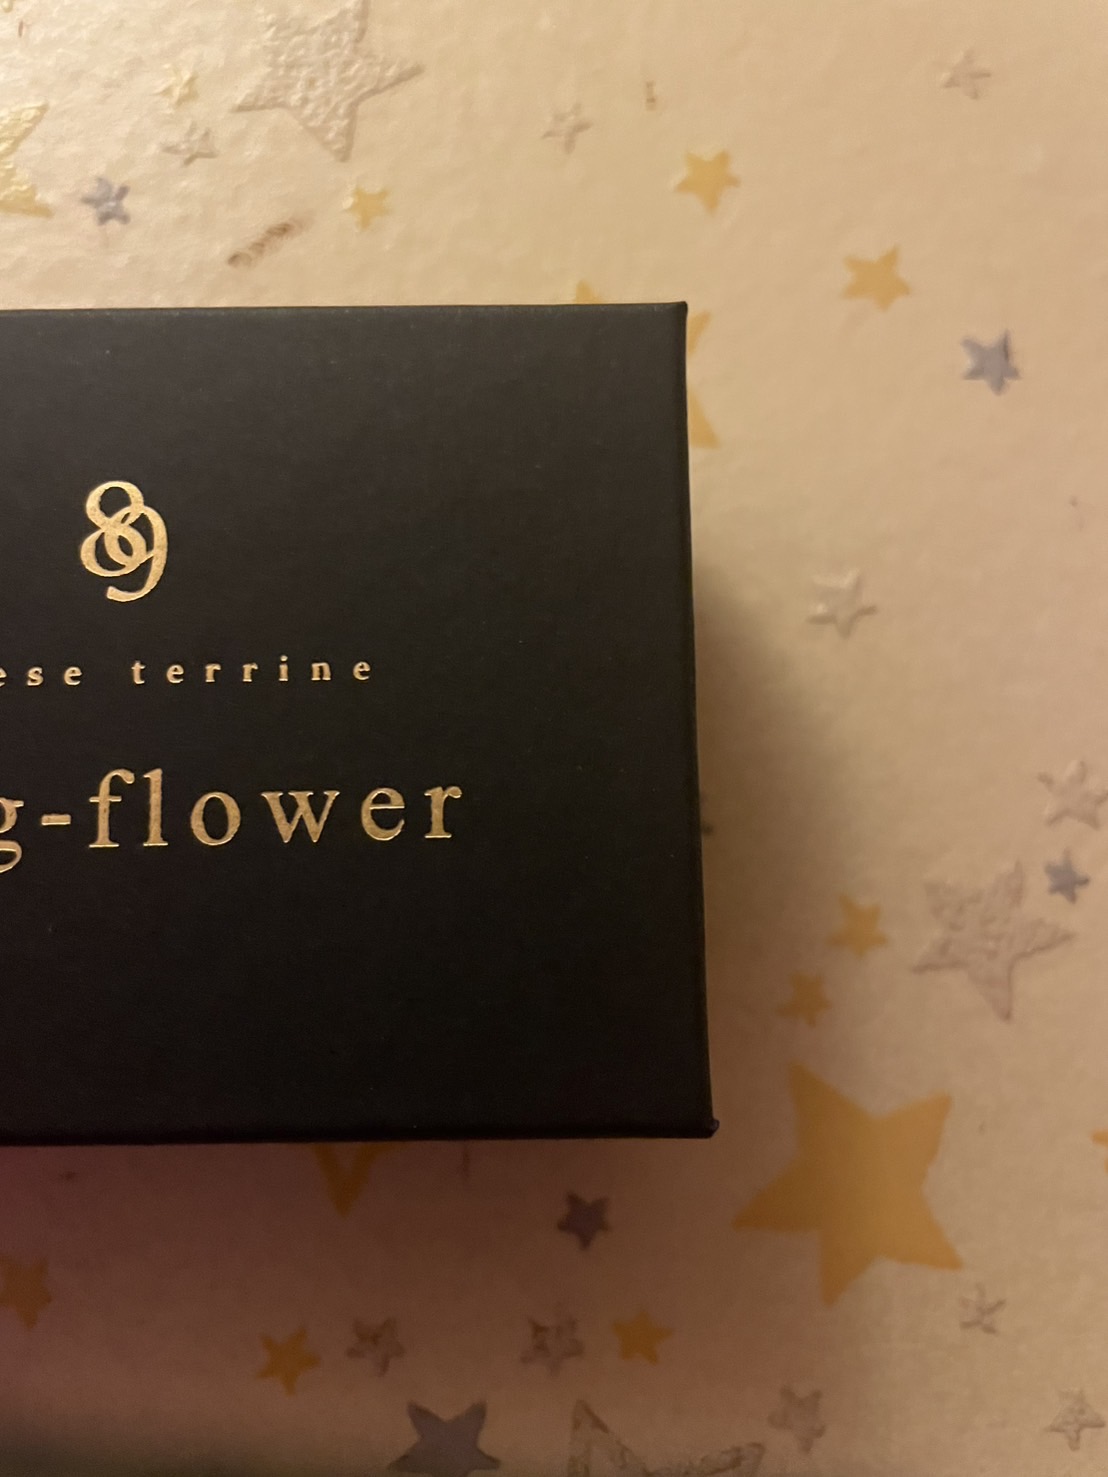 89
ese terrine
g-flower